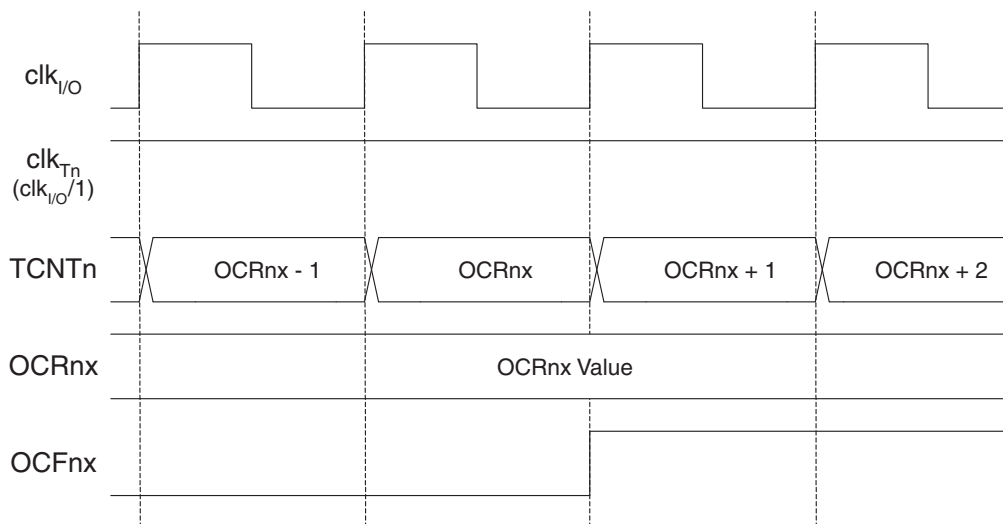 clkI/O
clkTn
(clkI/O/1)
TCNTn OCRnx - 1 OCRnx OCRnx + 1 OCRnx + 2
OCRnx OCRnx Value
OCFnx